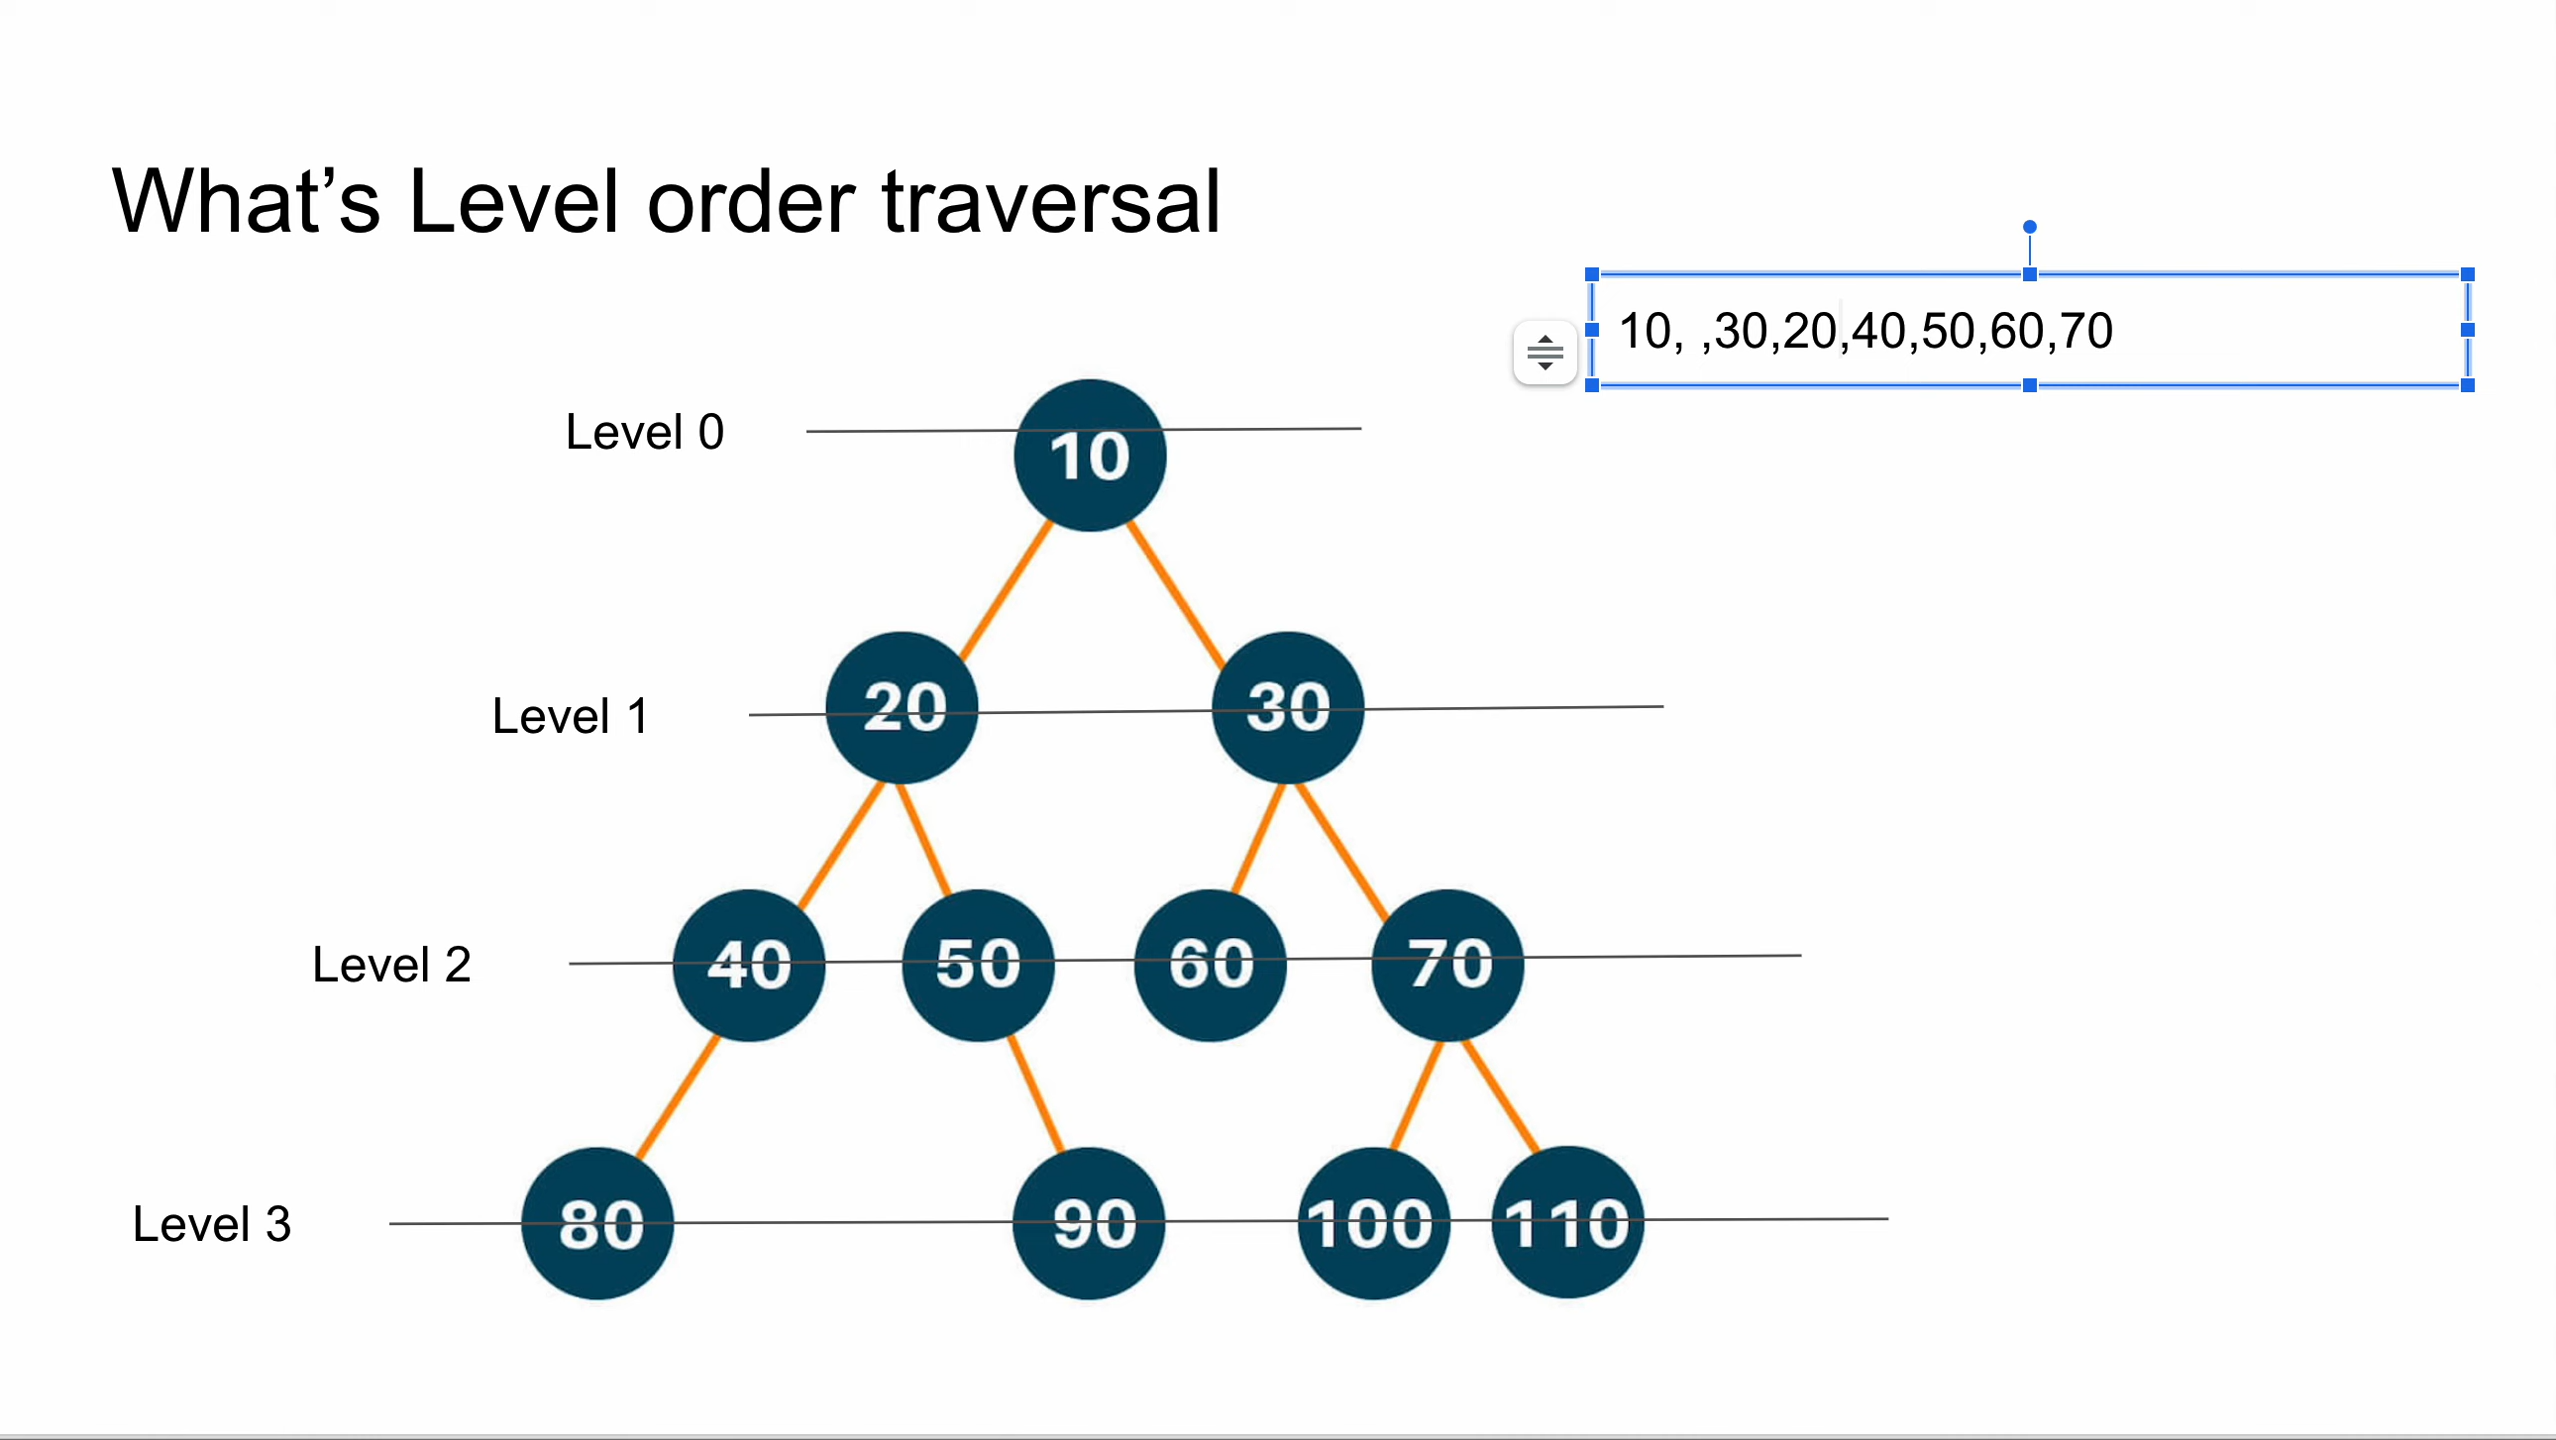 What’s Level order traversal
10, ,30,20,40,50,60,70
Level 0
10
Level 1
20 30
Level 2
40 50 60 70
Level 3
80 90 100 110